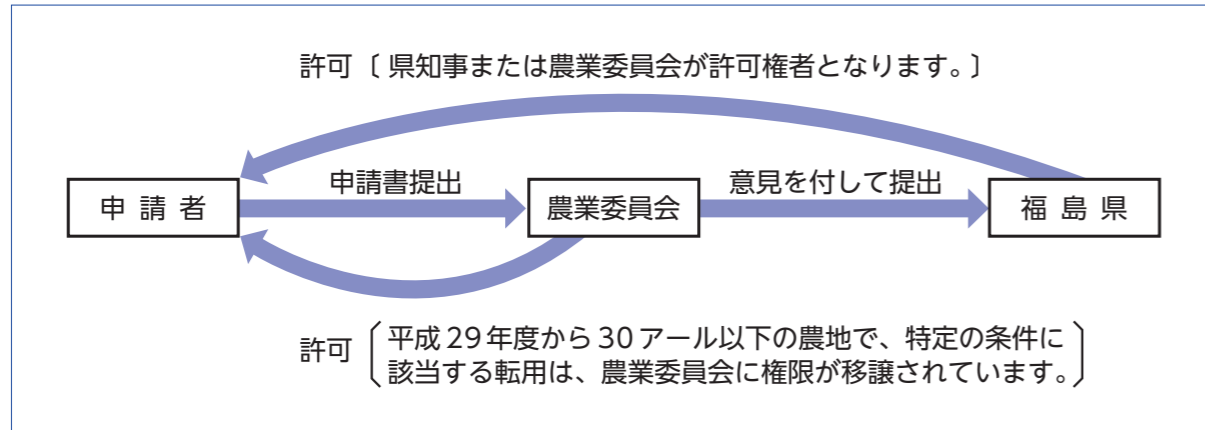 許可〔県知事または農業委員会が許可権者となります。〕
申請書提出
意見を付して提出
申請者
農業委員会
福島県
許可
平成29年度から30アール以下の農地で、特定の条件に
該当する転用は、農業委員会に権限が移譲されています。